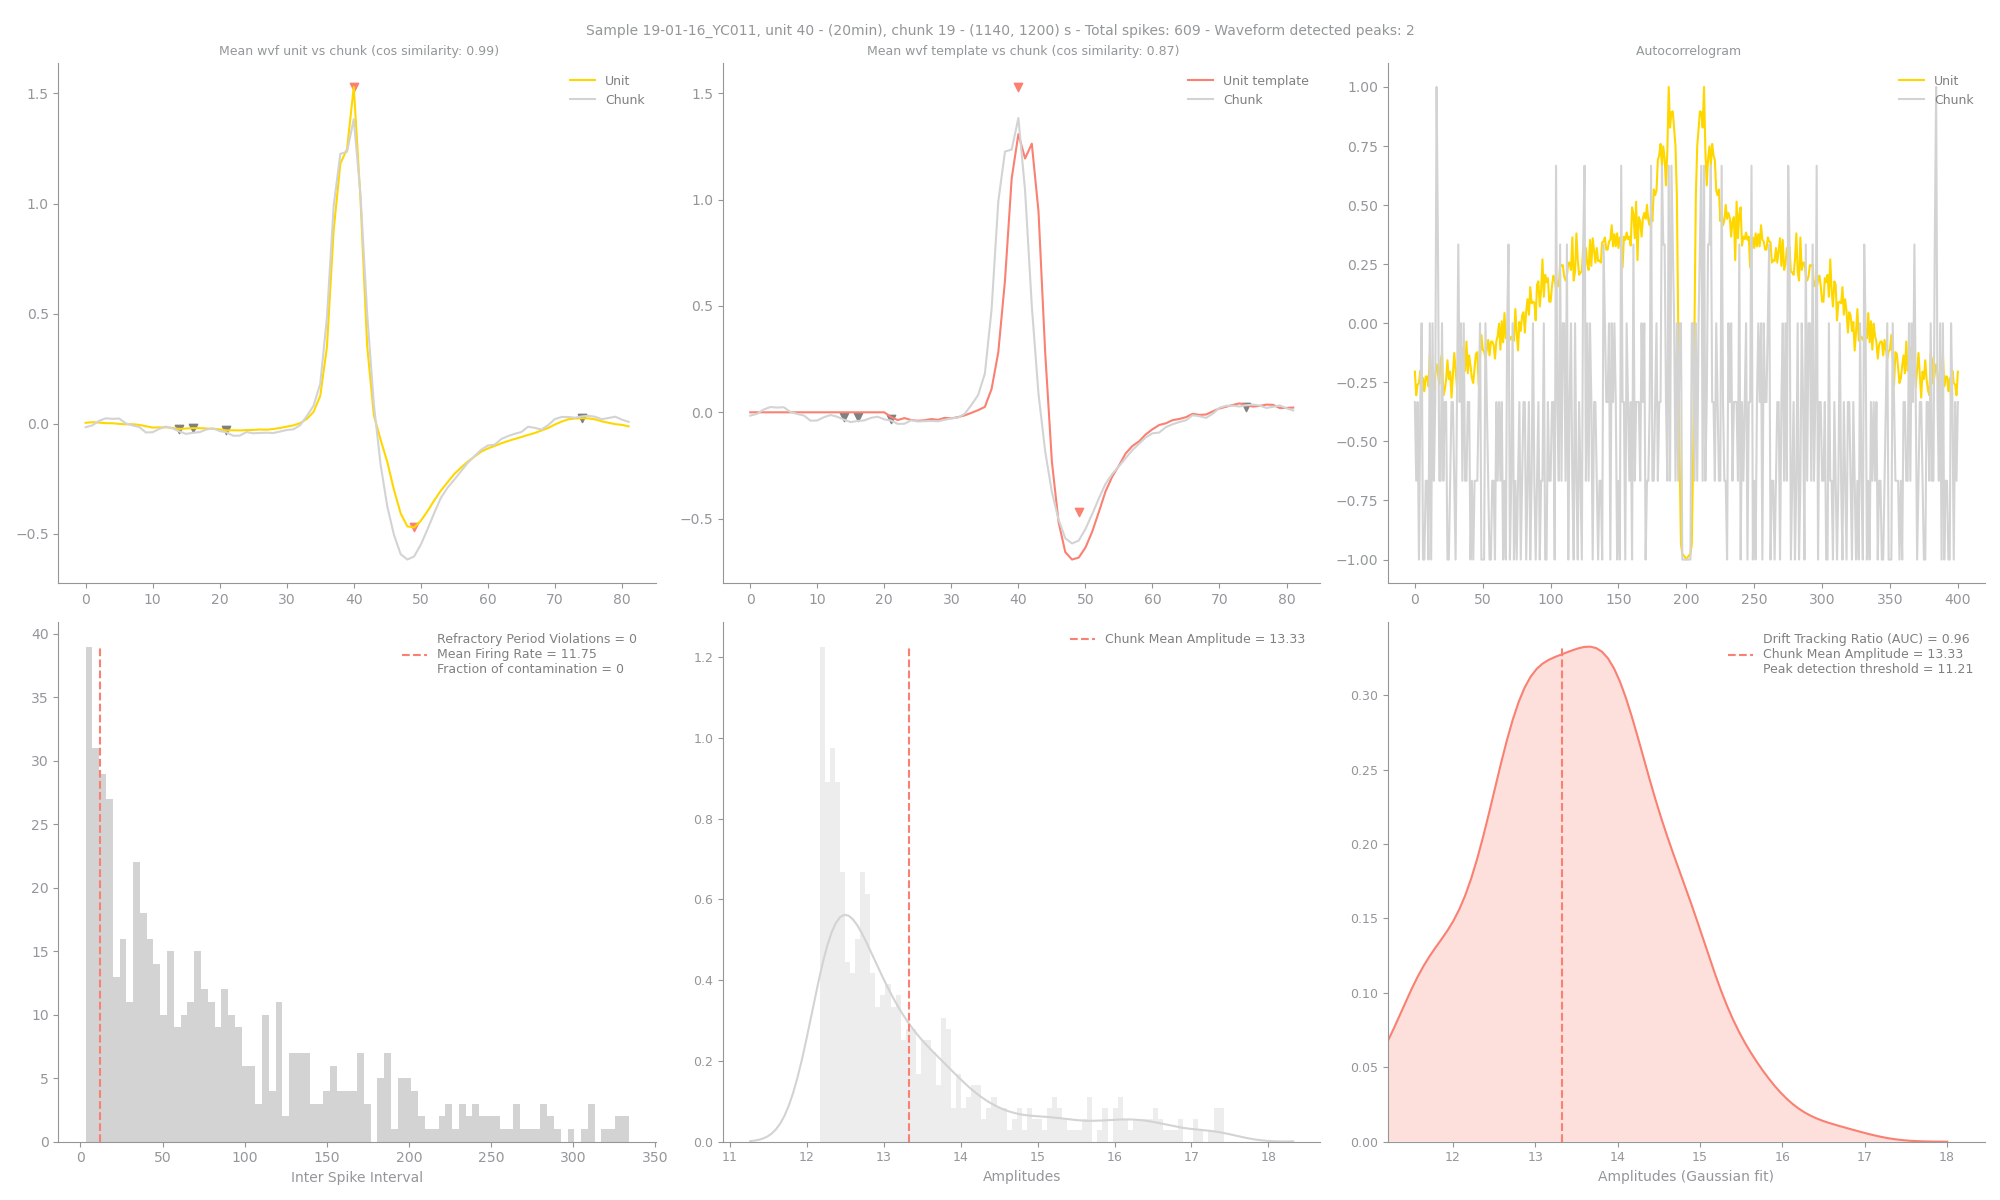 Sample 19-01-16_YC011, unit 40 - (20min), chunk 19 - (1140, 1200) s - Total spikes: 609 - Waveform detected peaks: 2
Mean wvf unit vs chunk (cos similarity: 0.99)
Unit
Chunk
1.5
1.0
0.5
0.0
−0.5
0 10 20 30 40 50 60 70 80
Mean wvf template vs chunk (cos similarity: 0.87)
Unit template
Chunk
1.5
1.0
0.5
0.0
−0.5
0 10 20 30 40 50 60 70 80
Autocorrelogram
Unit
Chunk
1.00
0.75
0.50
0.25
0.00
−0.25
−0.50
−0.75
−1.00
0 50 100 150 200 250 300 350 400
Refractory Period Violations = 0
Mean Firing Rate = 11.75
Fraction of contamination = 0
40
35
30
25
20
15
10
5
0
0 50 100 150 200 250 300 350
Inter Spike Interval
Chunk Mean Amplitude = 13.33
1.2
1.0
0.8
0.6
0.4
0.2
0.0
11 12 13 14 15 16 17 18
Amplitudes
Drift Tracking Ratio (AUC) = 0.96
Chunk Mean Amplitude = 13.33
Peak detection threshold = 11.21
0.30
0.25
0.20
0.15
0.10
0.05
0.00
12 13 14 15 16 17 18
Amplitudes (Gaussian fit)